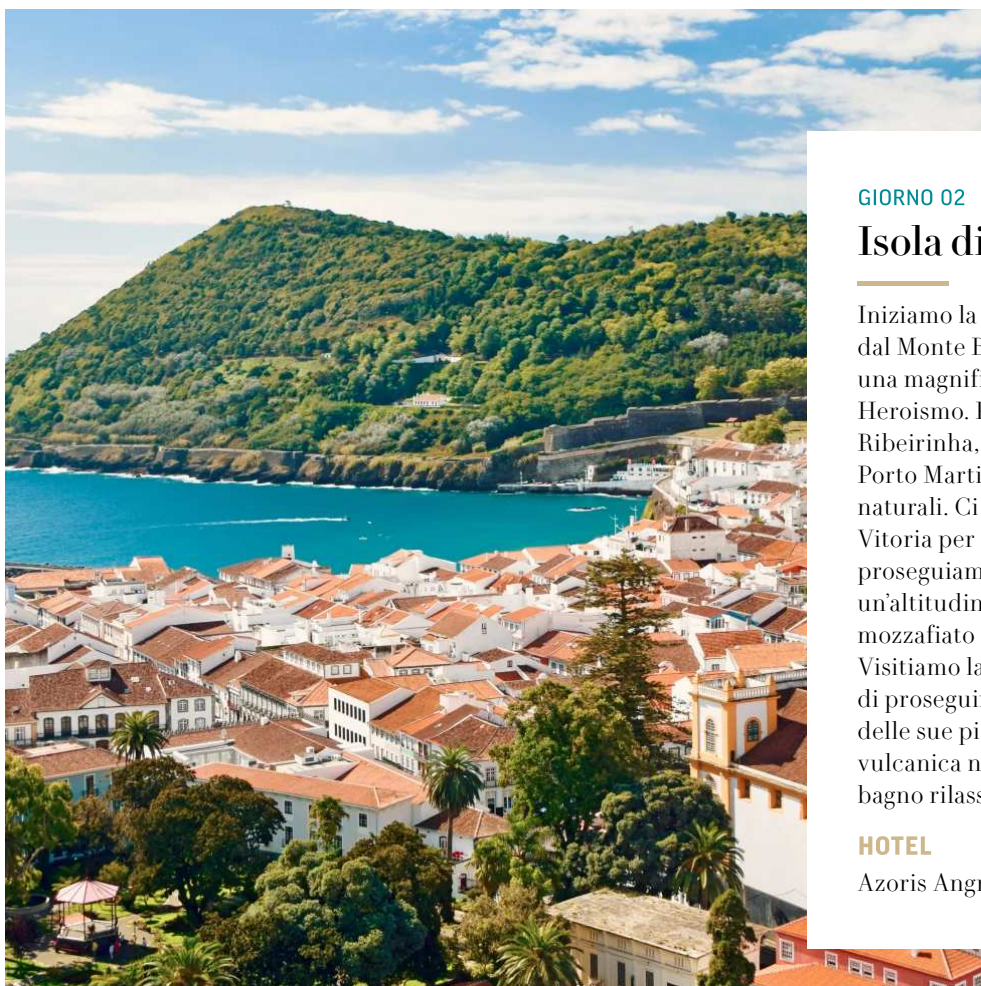 GIORNO 02
Isola di
Iniziamo la
dal Monte
una magnifi
Heroismo.
Ribeirinha,
Porto Marti
naturali. Ci
Vitoria per
proseguiam
un’altitudin
mozzafiato
Visitiamo la
di prosegui
delle sue pi
vulcanica n
bagno rilass
HOTEL
Azoris Angr